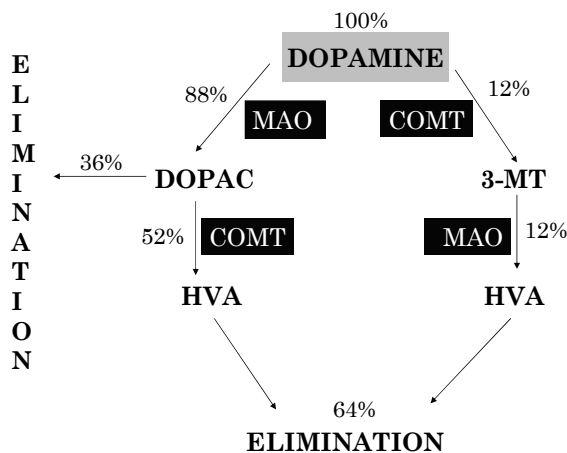 100%
DOPAMINE
88%
12%
MAO
COMT
ELIMINATION
36%
DOPAC
3-MT
52%
COMT
MAO
12%
HVA
HVA
64%
ELIMINATION